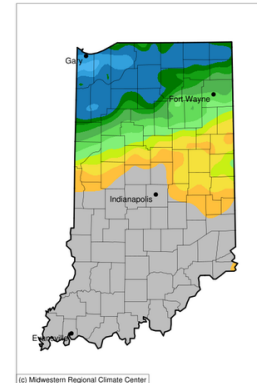 Gary
Fort Wayne
Indianapolis
Evansville
(c) Midwestern Regional Climate Center